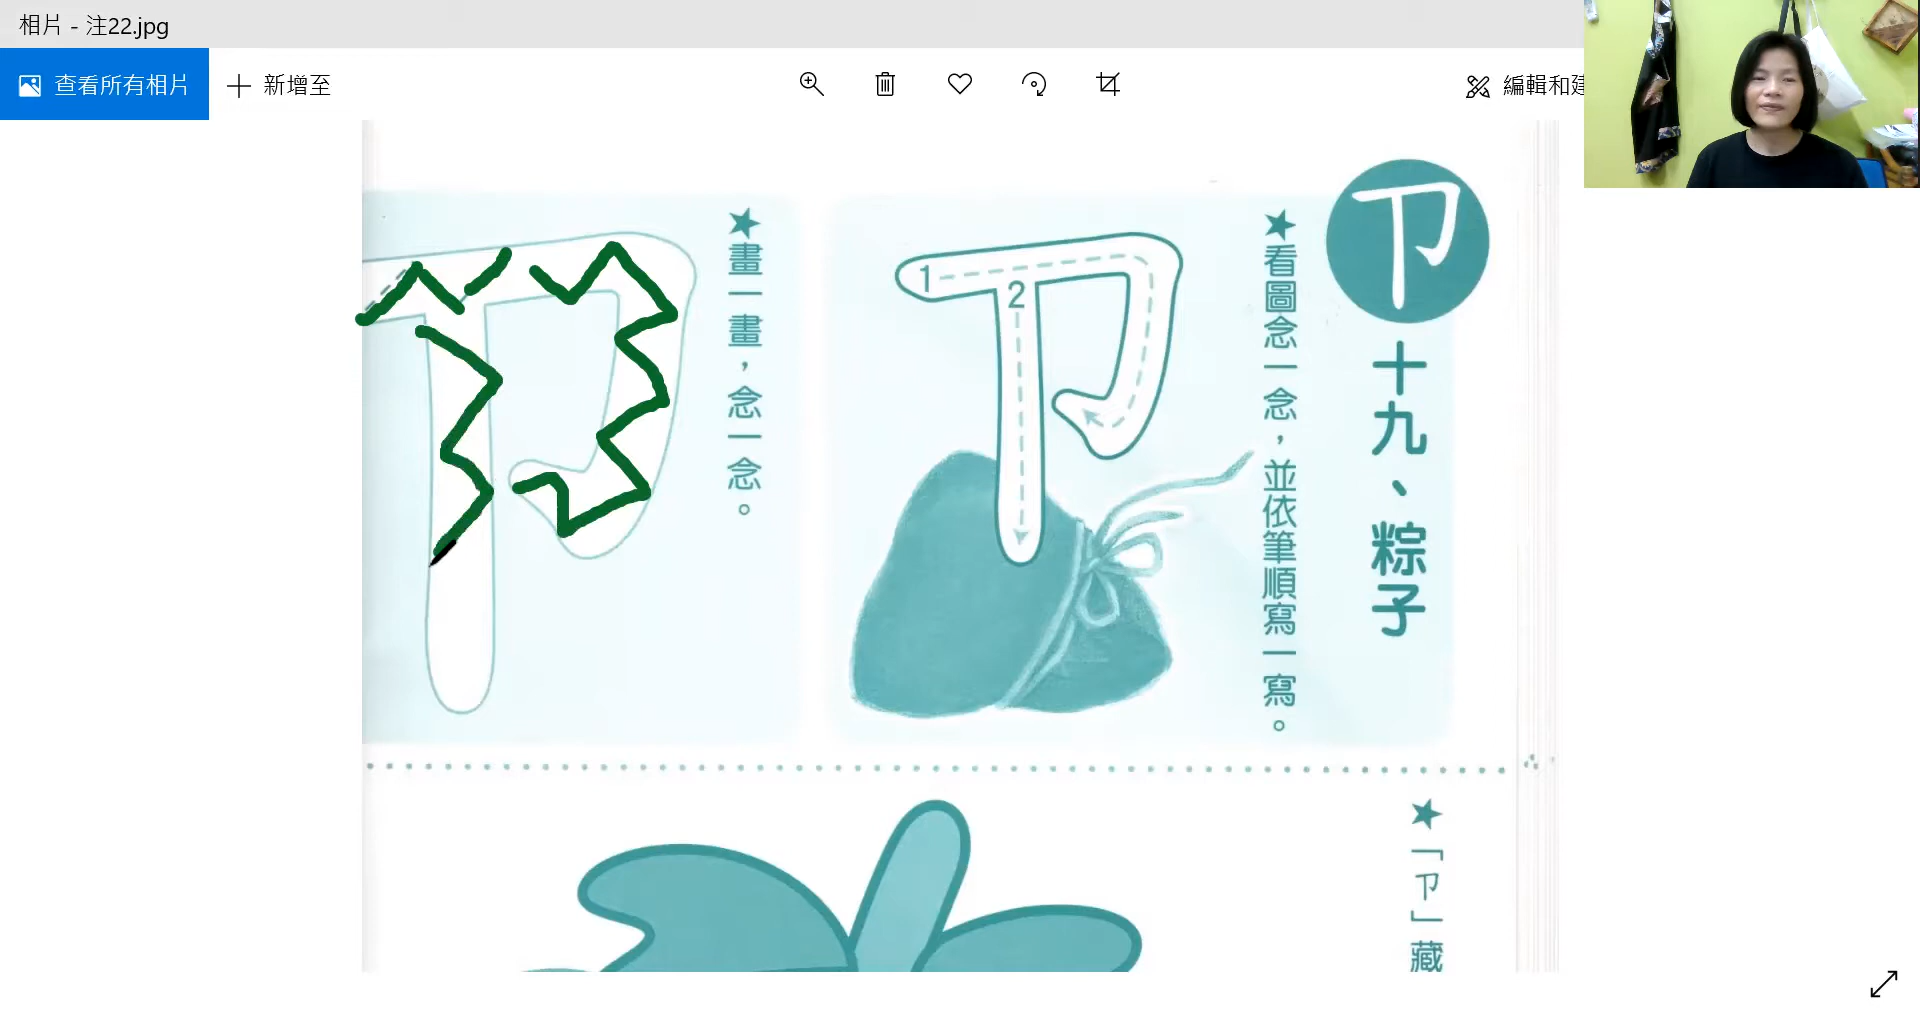 相片 - 注22.jpg
查看所有相片
新增至
編輯和建
ㄗ
十九、粽子
★看圖念一念，並依筆順寫一寫。
1
2
★畫一畫，念一念。
★「ㄗ」藏